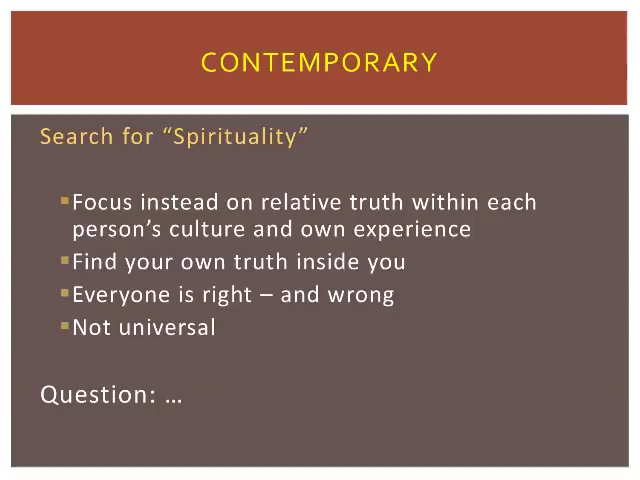 CONTEMPORARY
Search for “Spirituality”
▪Focus instead on relative truth within each
person’s culture and own experience
▪Find your own truth inside you
▪Everyone is right – and wrong
▪Not universal
Question: …